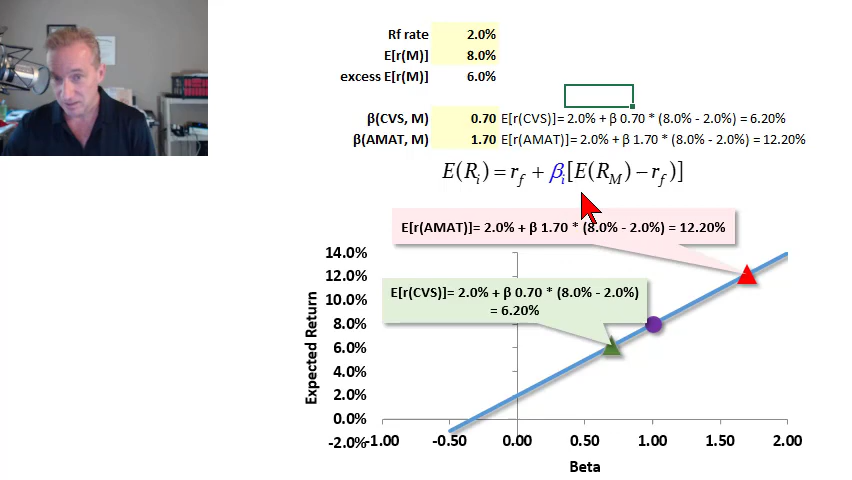 Rf rate 2.0%
E[r(M)] 8.0%
excess E[r(M)] 6.0%
β(CVS, M) 0.70 E[r(CVS)]= 2.0% + β 0.70 * (8.0% - 2.0%) = 6.20%
β(AMAT, M) 1.70 E[r(AMAT)]= 2.0% + β 1.70 * (8.0% - 2.0%) = 12.20%
E(Rᵢ) = r_f + βᵢ[E(R_M) − r_f)]
E[r(AMAT)]= 2.0% + β 1.70 * (8.0% - 2.0%) = 12.20%
E[r(CVS)]= 2.0% + β 0.70 * (8.0% - 2.0%)
= 6.20%
Expected Return
14.0%
12.0%
10.0%
8.0%
6.0%
4.0%
2.0%
0.0%
-2.0%
-1.00 -0.50 0.00 0.50 1.00 1.50 2.00
Beta